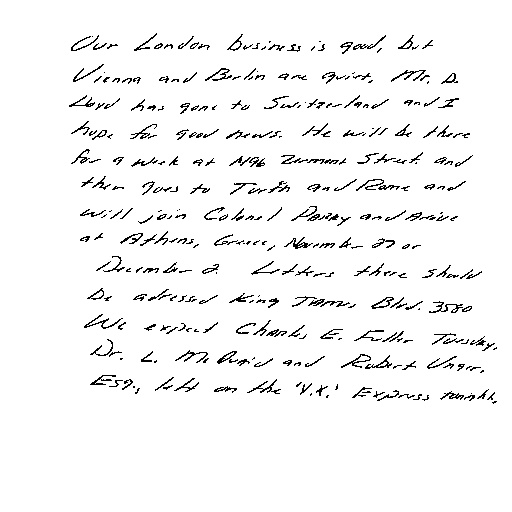 Our London business is good, but
Vienna and Berlin are quiet, Mr. D.
Lloyd has gone to Switzerland and I
hope for good news. He will be there
for a week at 1496 Zermont Street and
then goes to Turin and Rome and
will join Colonel Parry and arrive
at Athens, Greece, November 27 or
December 2. Letters there should
be adressed King James Blvd. 3580
We expect Charles E. Fuller Tuesday.
Dr. L. McQuaid and Robert Unger,
Esq., left on the 'Y.X.' Express tonight.